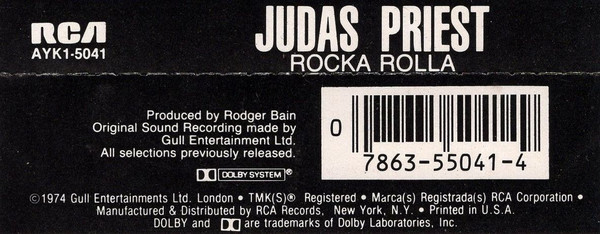 RCA
AYK1-5041
JUDAS PRIEST
ROCKA ROLLA
Produced by Rodger Bain
Original Sound Recording made by
Gull Entertainment Ltd.
All selections previously released.
DOLBY SYSTEM®
0 7863-55041-4
©1974 Gull Entertainments Ltd. London • TMK(S)® Registered • Marca(s) Registrada(s) RCA Corporation •
Manufactured & Distributed by RCA Records, New York, N.Y. • Printed in U.S.A.
DOLBY and are trademarks of Dolby Laboratories, Inc.